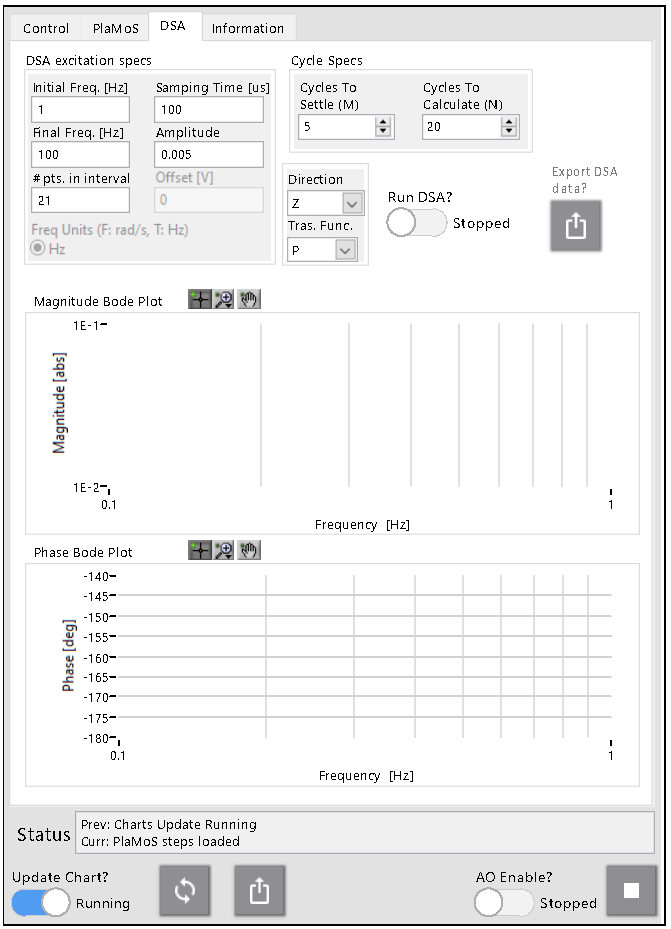 Control PlaMoS DSA Information
DSA excitation specs
Initial Freq. [Hz] Samping Time [us]
1 100
Final Freq. [Hz] Amplitude
100 0.005
# pts. in interval Offset [V]
21 0
Freq Units (F: rad/s, T: Hz)
Hz
Cycle Specs
Cycles To Cycles To
Settle (M) Calculate (N)
5 20
Direction
Z
Tras. Func.
P
Run DSA?
Stopped
Export DSA
data?
Magnitude Bode Plot
1E-1
Magnitude [abs]
1E-2
0.1 1
Frequency [Hz]
Phase Bode Plot
-140
-145
-150
-155
-160
-165
-170
-175
-180
Phase [deg]
0.1 1
Frequency [Hz]
Status
Prev: Charts Update Running
Curr: PlaMoS steps loaded
Update Chart?
Running
AO Enable?
Stopped